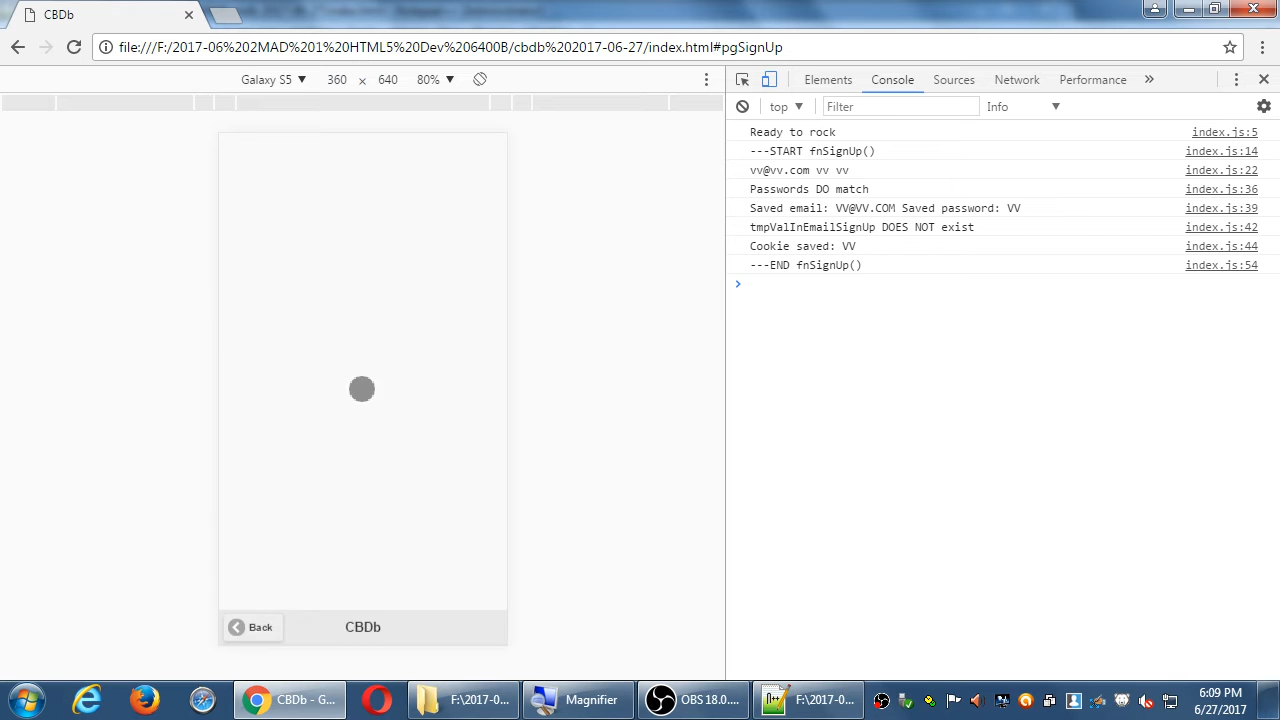 CBDb
file:///F:/2017-06%202MAD%201%20HTML5%20Dev%206400B/cbdb%202017-06-27/index.html#pgSignUp
Galaxy S5 ▼ 360 × 640 80% ▼
Elements Console Sources Network Performance »
top ▼ Filter Info ▼
Ready to rock index.js:5
---START fnSignUp() index.js:14
vv@vv.com vv vv index.js:22
Passwords DO match index.js:36
Saved email: VV@VV.COM Saved password: VV index.js:39
tmpValInEmailSignUp DOES NOT exist index.js:42
Cookie saved: VV index.js:44
---END fnSignUp() index.js:54
Back CBDb
CBDb - G... F:\2017-0... Magnifier OBS 18.0.... F:\2017-0...
6:09 PM
6/27/2017